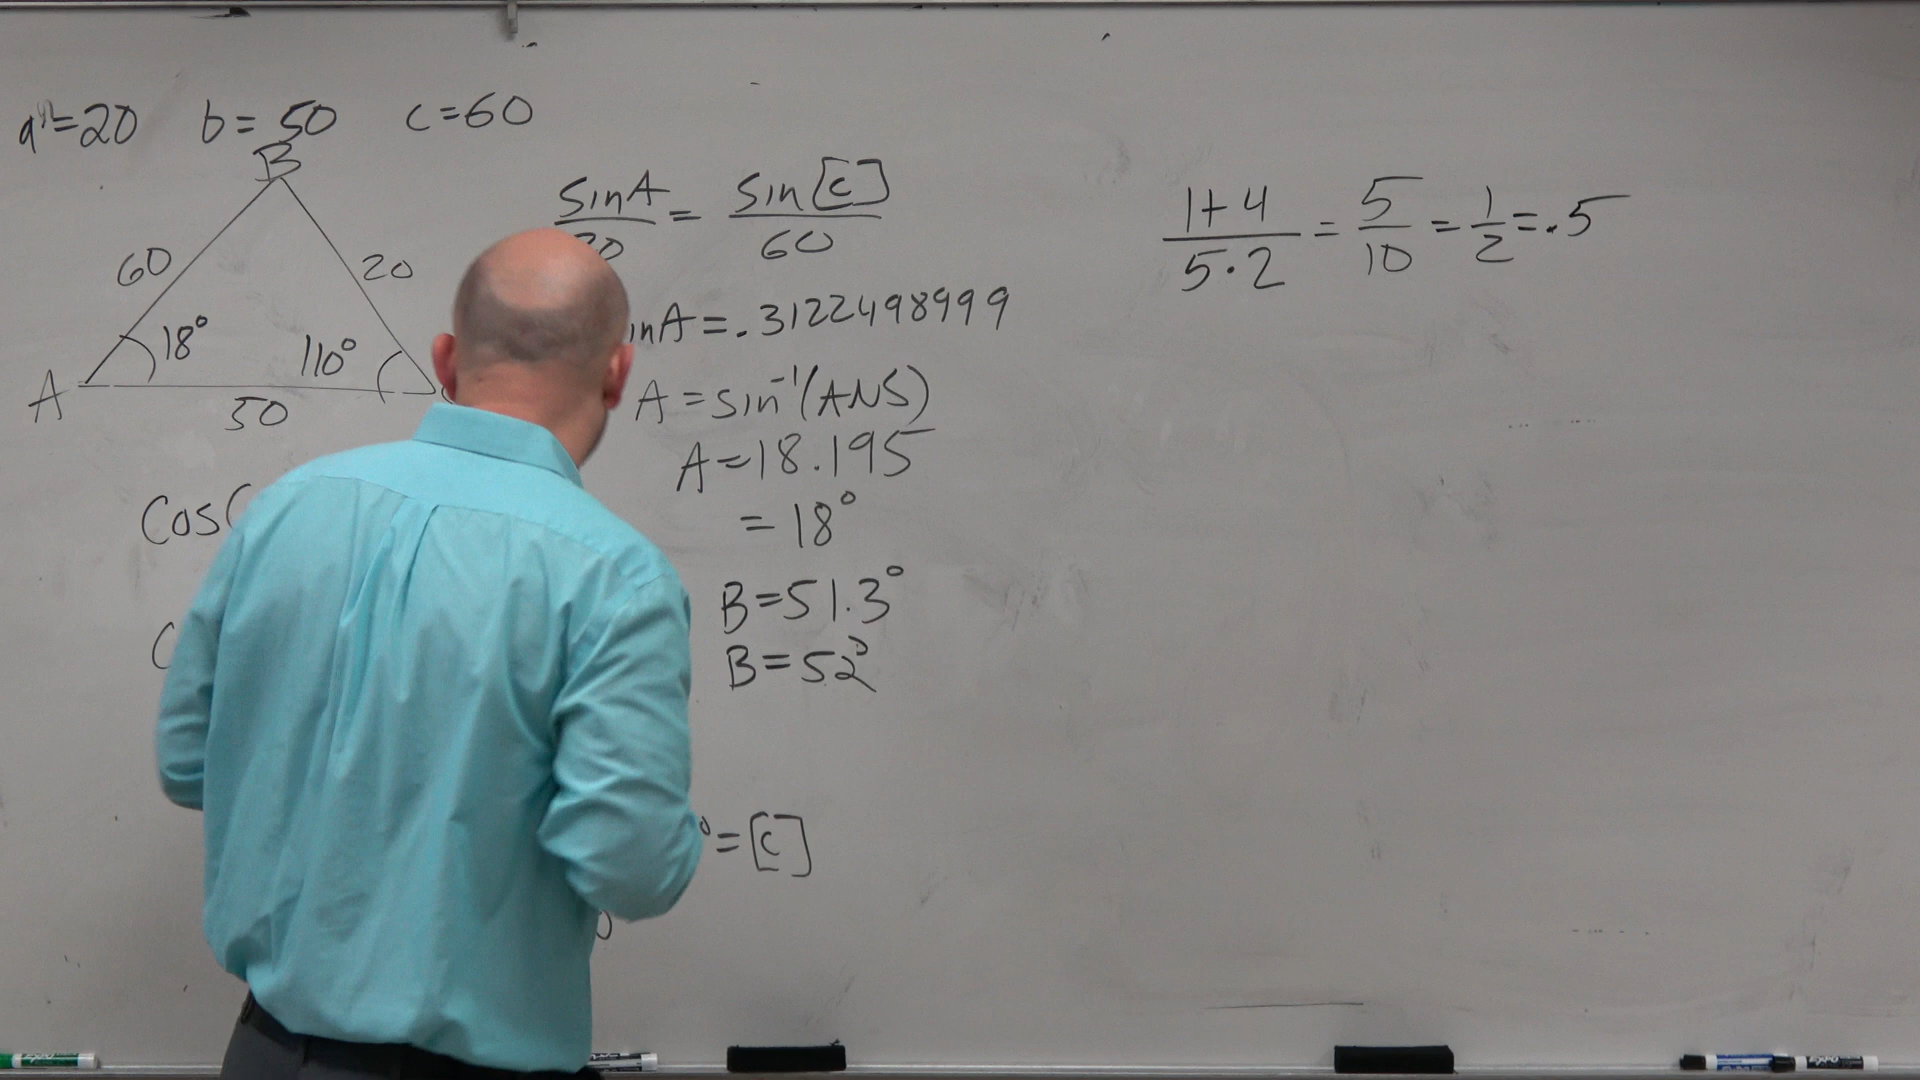 a=20 b=50 c=60
B
60
20
18°
110°
A
50
Cos(
sinA/20 = sin[C]/60
inA=.3122498999
A=sin⁻¹(ANS)
A=18.195
=18°
B=51.3°
B=52°
°=[C]
1+4/5·2 = 5/10 = 1/2 = .5